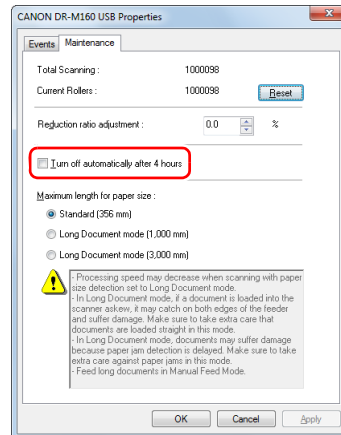 CANON DR-M160 USB Properties
Events Maintenance
Total Scanning : 1000098
Current Rollers : 1000098 Reset
Reduction ratio adjustment : 0.0 %
Turn off automatically after 4 hours
Maximum length for paper size :
Standard (356 mm)
Long Document mode (1,000 mm)
Long Document mode (3,000 mm)
- Processing speed may decrease when scanning with paper
size detection set to Long Document mode.
- In Long Document mode, if a document is loaded into the
scanner askew, it may catch on both edges of the feeder
and suffer damage. Make sure to take extra care that
documents are loaded straight in this mode.
- In Long Document mode, documents may suffer damage
because paper jam detection is delayed. Make sure to take
extra care against paper jams in this mode.
- Feed long documents in Manual Feed Mode.
OK Cancel Apply